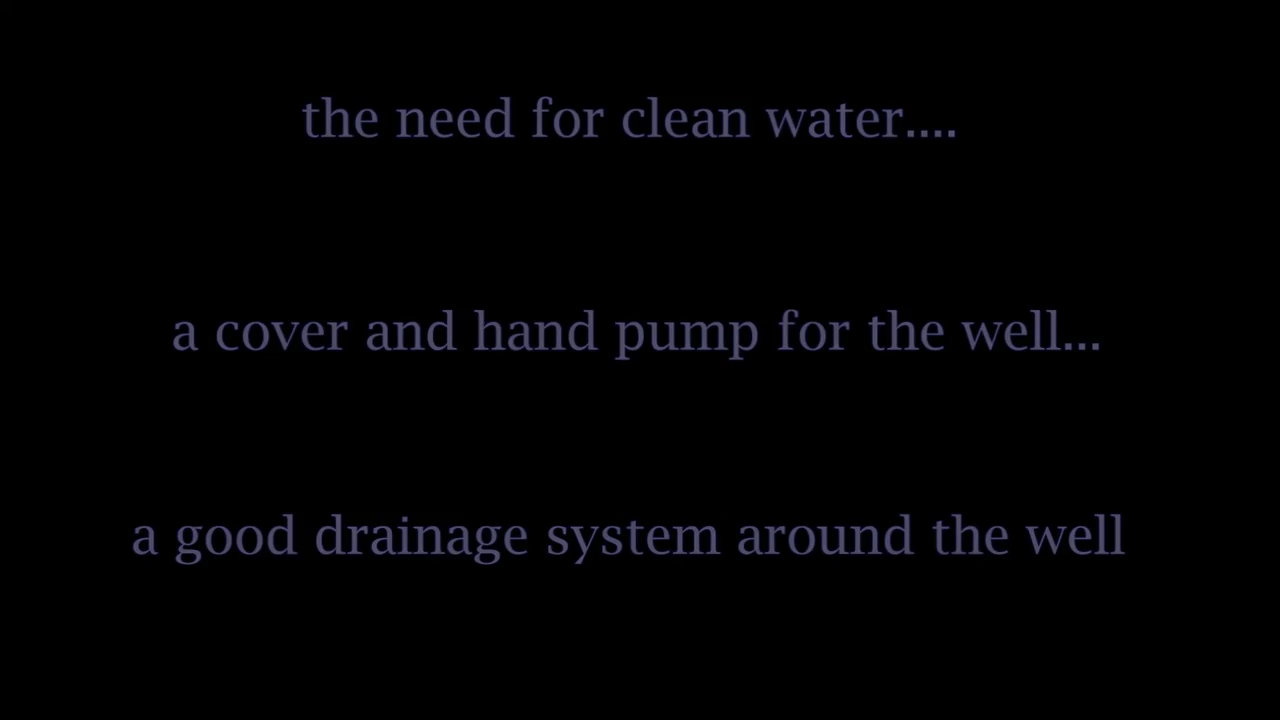 the need for clean water....
a cover and hand pump for the well...
a good drainage system around the well